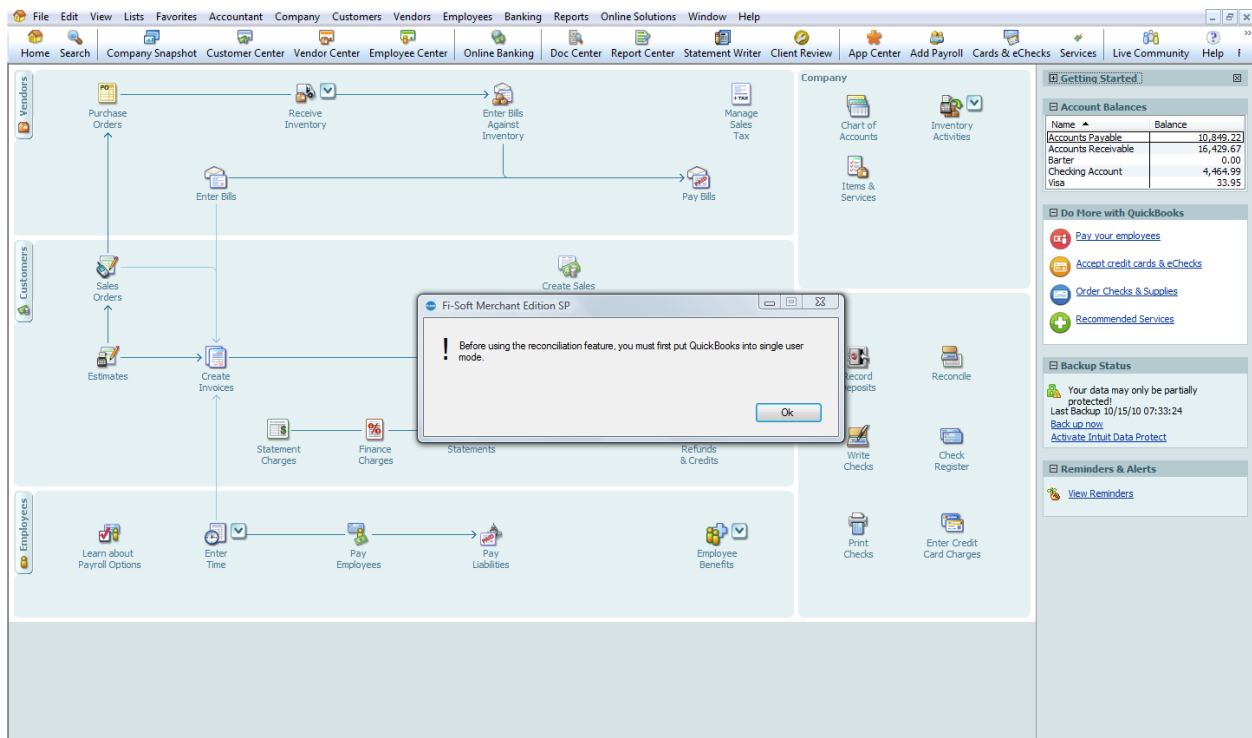 File Edit View Lists Favorites Accountant Company Customers Vendors Employees Banking Reports Online Solutions Window Help
Home Search Company Snapshot Customer Center Vendor Center Employee Center Online Banking Doc Center Report Center Statement Writer Client Review App Center Add Payroll Cards & eChecks Services Live Community Help
Vendors
PO
Purchase
Orders
Receive
Inventory
Enter Bills
Against
Inventory
+ TAX
Manage
Sales
Tax
Enter Bills
Pay Bills
Customers
Sales
Orders
Create Sales
Estimates
Create
Invoices
Statement
Charges
Finance
Charges
Statements
Refunds
& Credits
Employees
Learn about
Payroll Options
Enter
Time
Pay
Employees
Pay
Liabilities
Employee
Benefits
Company
Chart of
Accounts
Inventory
Activities
Items &
Services
Record
Deposits
Reconcile
Write
Checks
Check
Register
Print
Checks
Enter Credit
Card Charges
Fi-Soft Merchant Edition SP
Before using the reconciliation feature, you must first put QuickBooks into single user
mode.
Ok
Getting Started
Account Balances
Name Balance
Accounts Payable 10,849.22
Accounts Receivable 16,429.67
Barter 0.00
Checking Account 4,464.99
Visa 33.95
Do More with QuickBooks
Pay your employees
Accept credit cards & eChecks
Order Checks & Supplies
Recommended Services
Backup Status
Your data may only be partially
protected!
Last Backup 10/15/10 07:33:24
Back up now
Activate Intuit Data Protect
Reminders & Alerts
View Reminders